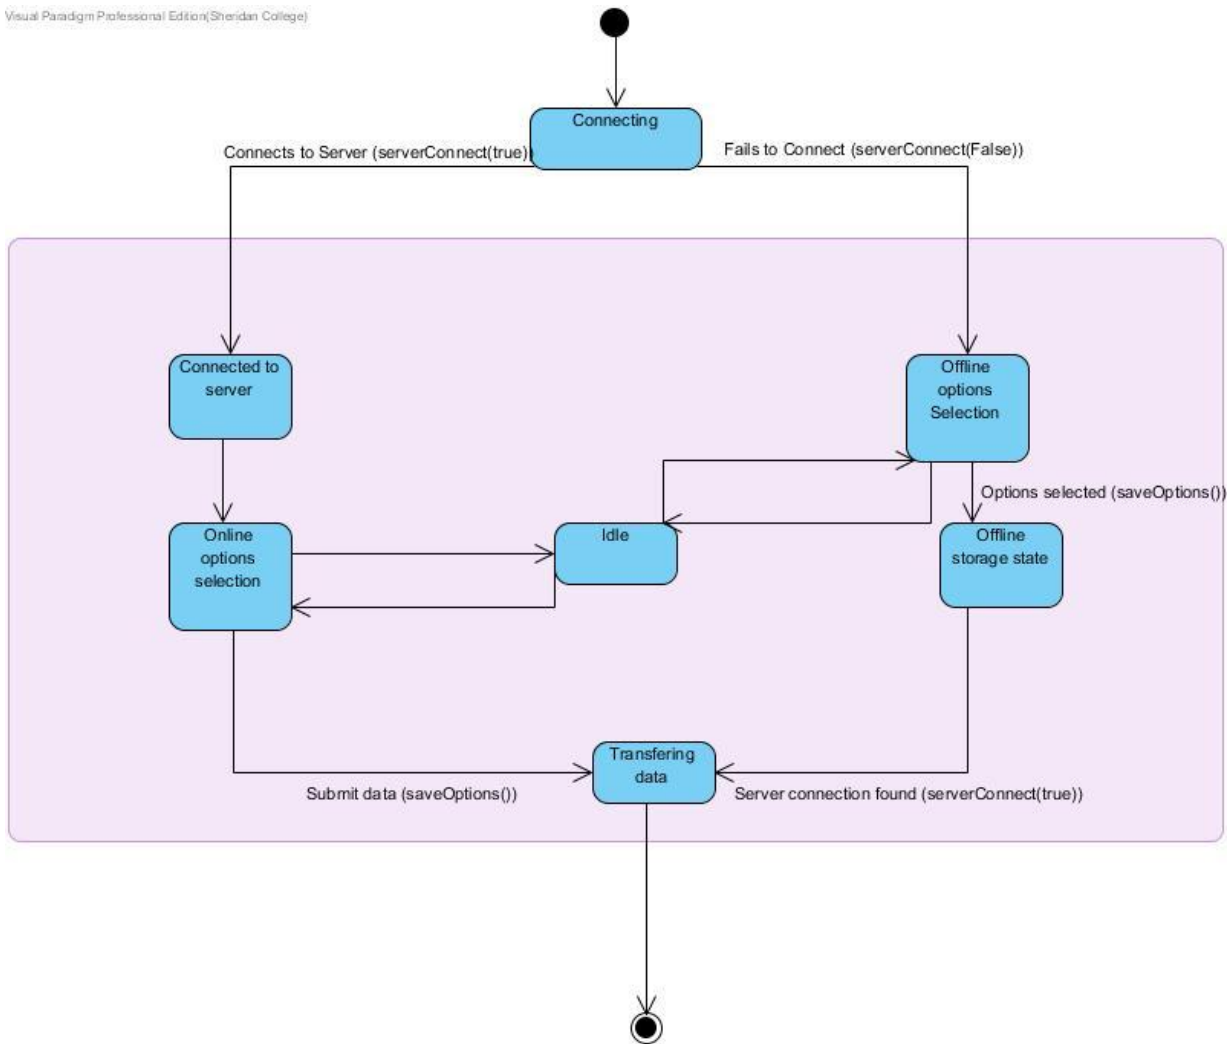 Visual Paradigm Professional Edition(Sheridan College)
Connecting
Connects to Server (serverConnect(true))
Fails to Connect (serverConnect(False))
Connected to
server
Offline
options
Selection
Options selected (saveOptions())
Online
options
selection
Idle
Offline
storage state
Transfering
data
Submit data (saveOptions())
Server connection found (serverConnect(true))